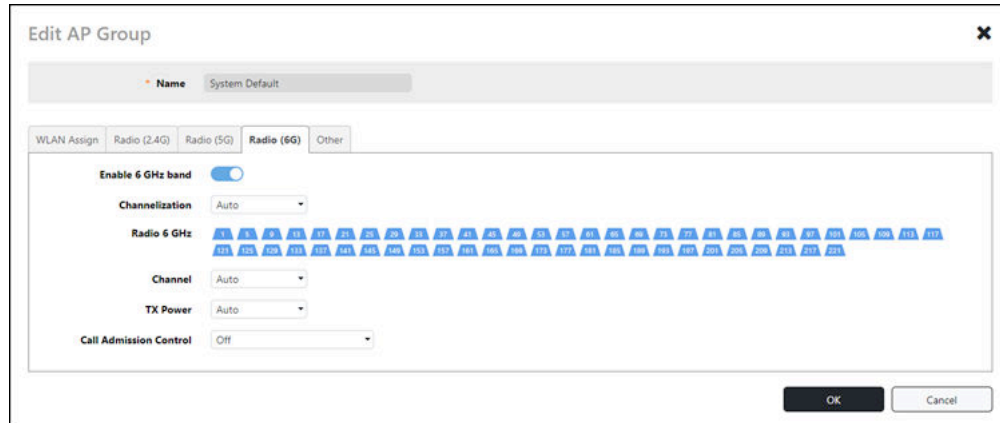 Edit AP Group
* Name System Default
WLAN Assign Radio (2.4G) Radio (5G) Radio (6G) Other
Enable 6 GHz band
Channelization Auto
Radio 6 GHz 1 5 9 13 17 21 25 29 33 37 41 45 49 53 57 61 65 69 73 77 81 85 89 93 97 101 105 109 113 117
121 125 129 133 137 141 145 149 153 157 161 165 169 173 177 181 185 189 193 197 201 205 209 213 217 221
Channel Auto
TX Power Auto
Call Admission Control Off
OK Cancel